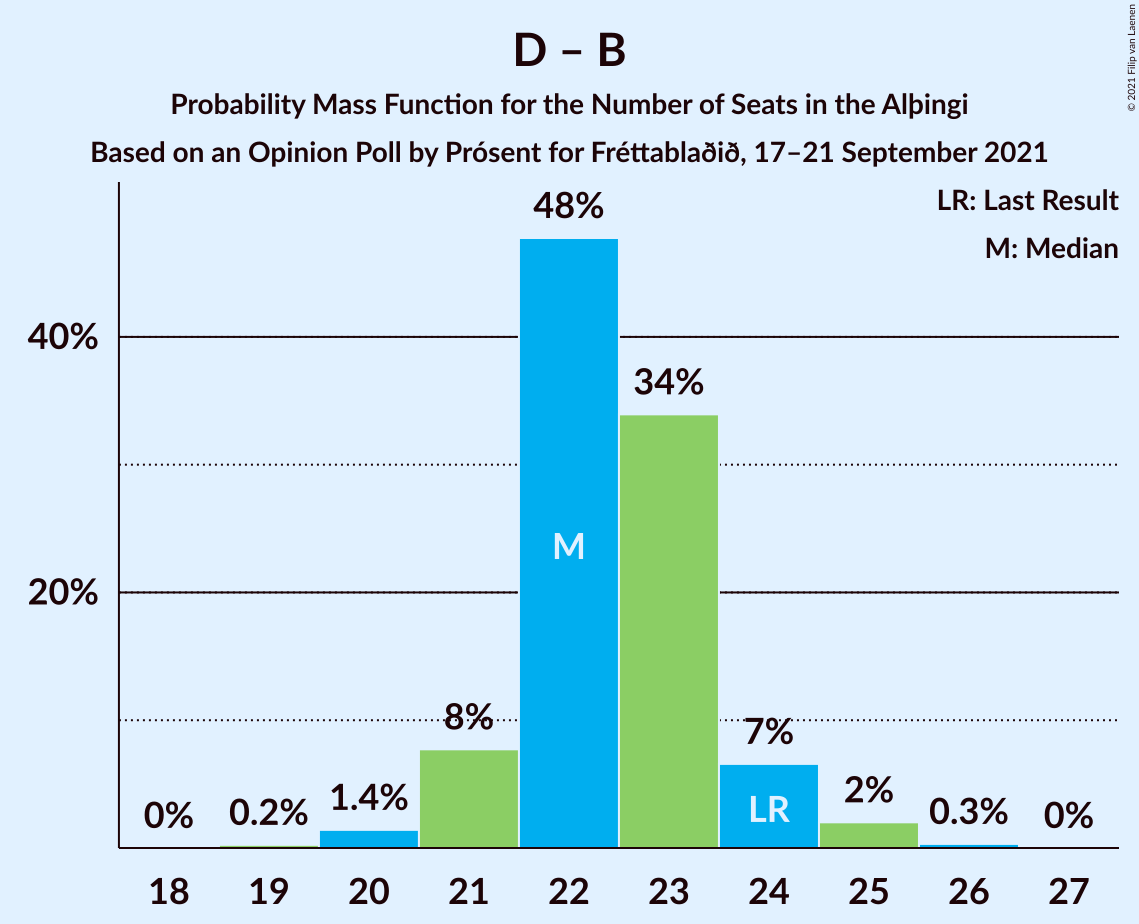 D – B
Probability Mass Function for the Number of Seats in the Alþingi
Based on an Opinion Poll by Prósent for Fréttablaðið, 17–21 September 2021
© 2021 Filip van Laenen
LR: Last Result
M: Median
40%
20%
0%
0.2%
1.4%
8%
48%
34%
7%
2%
0.3%
0%
M
LR
18 19 20 21 22 23 24 25 26 27